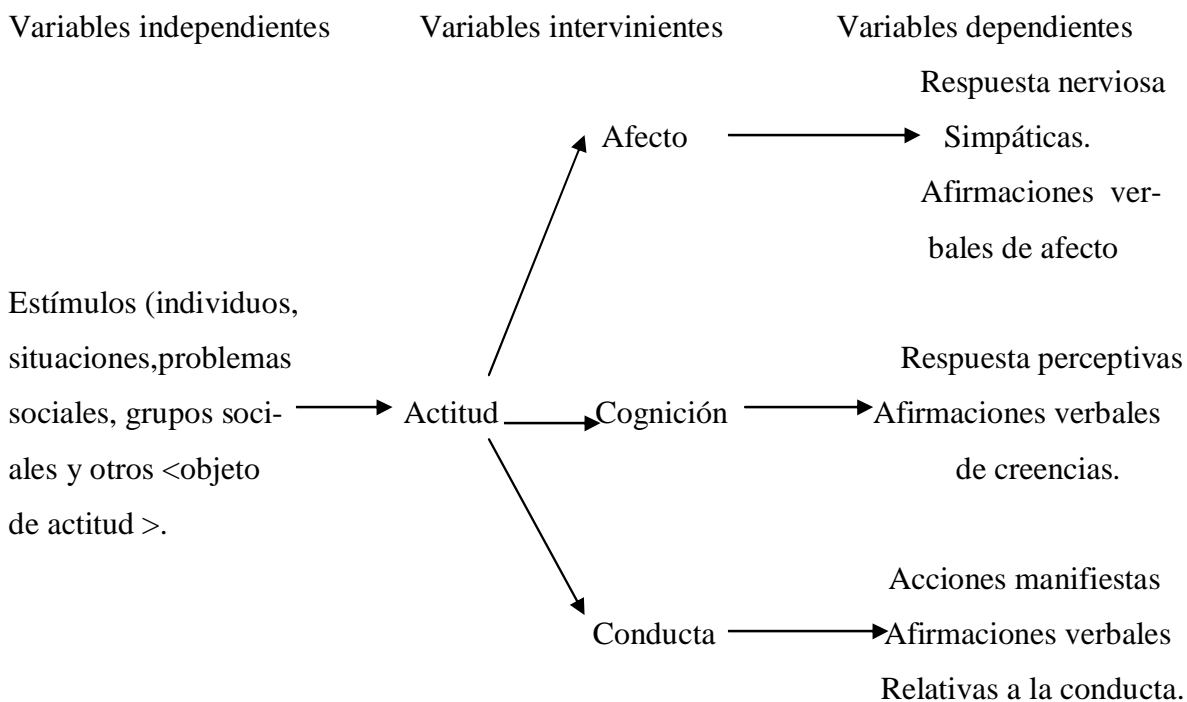 Variables independientes Variables intervinientes Variables dependientes
Respuesta nerviosa
Afecto Simpáticas.
Afirmaciones ver-
bales de afecto
Estímulos (individuos,
situaciones,problemas Respuesta perceptivas
sociales, grupos soci- Actitud Cognición Afirmaciones verbales
ales y otros <objeto de creencias.
de actitud >.
Acciones manifiestas
Conducta Afirmaciones verbales
Relativas a la conducta.